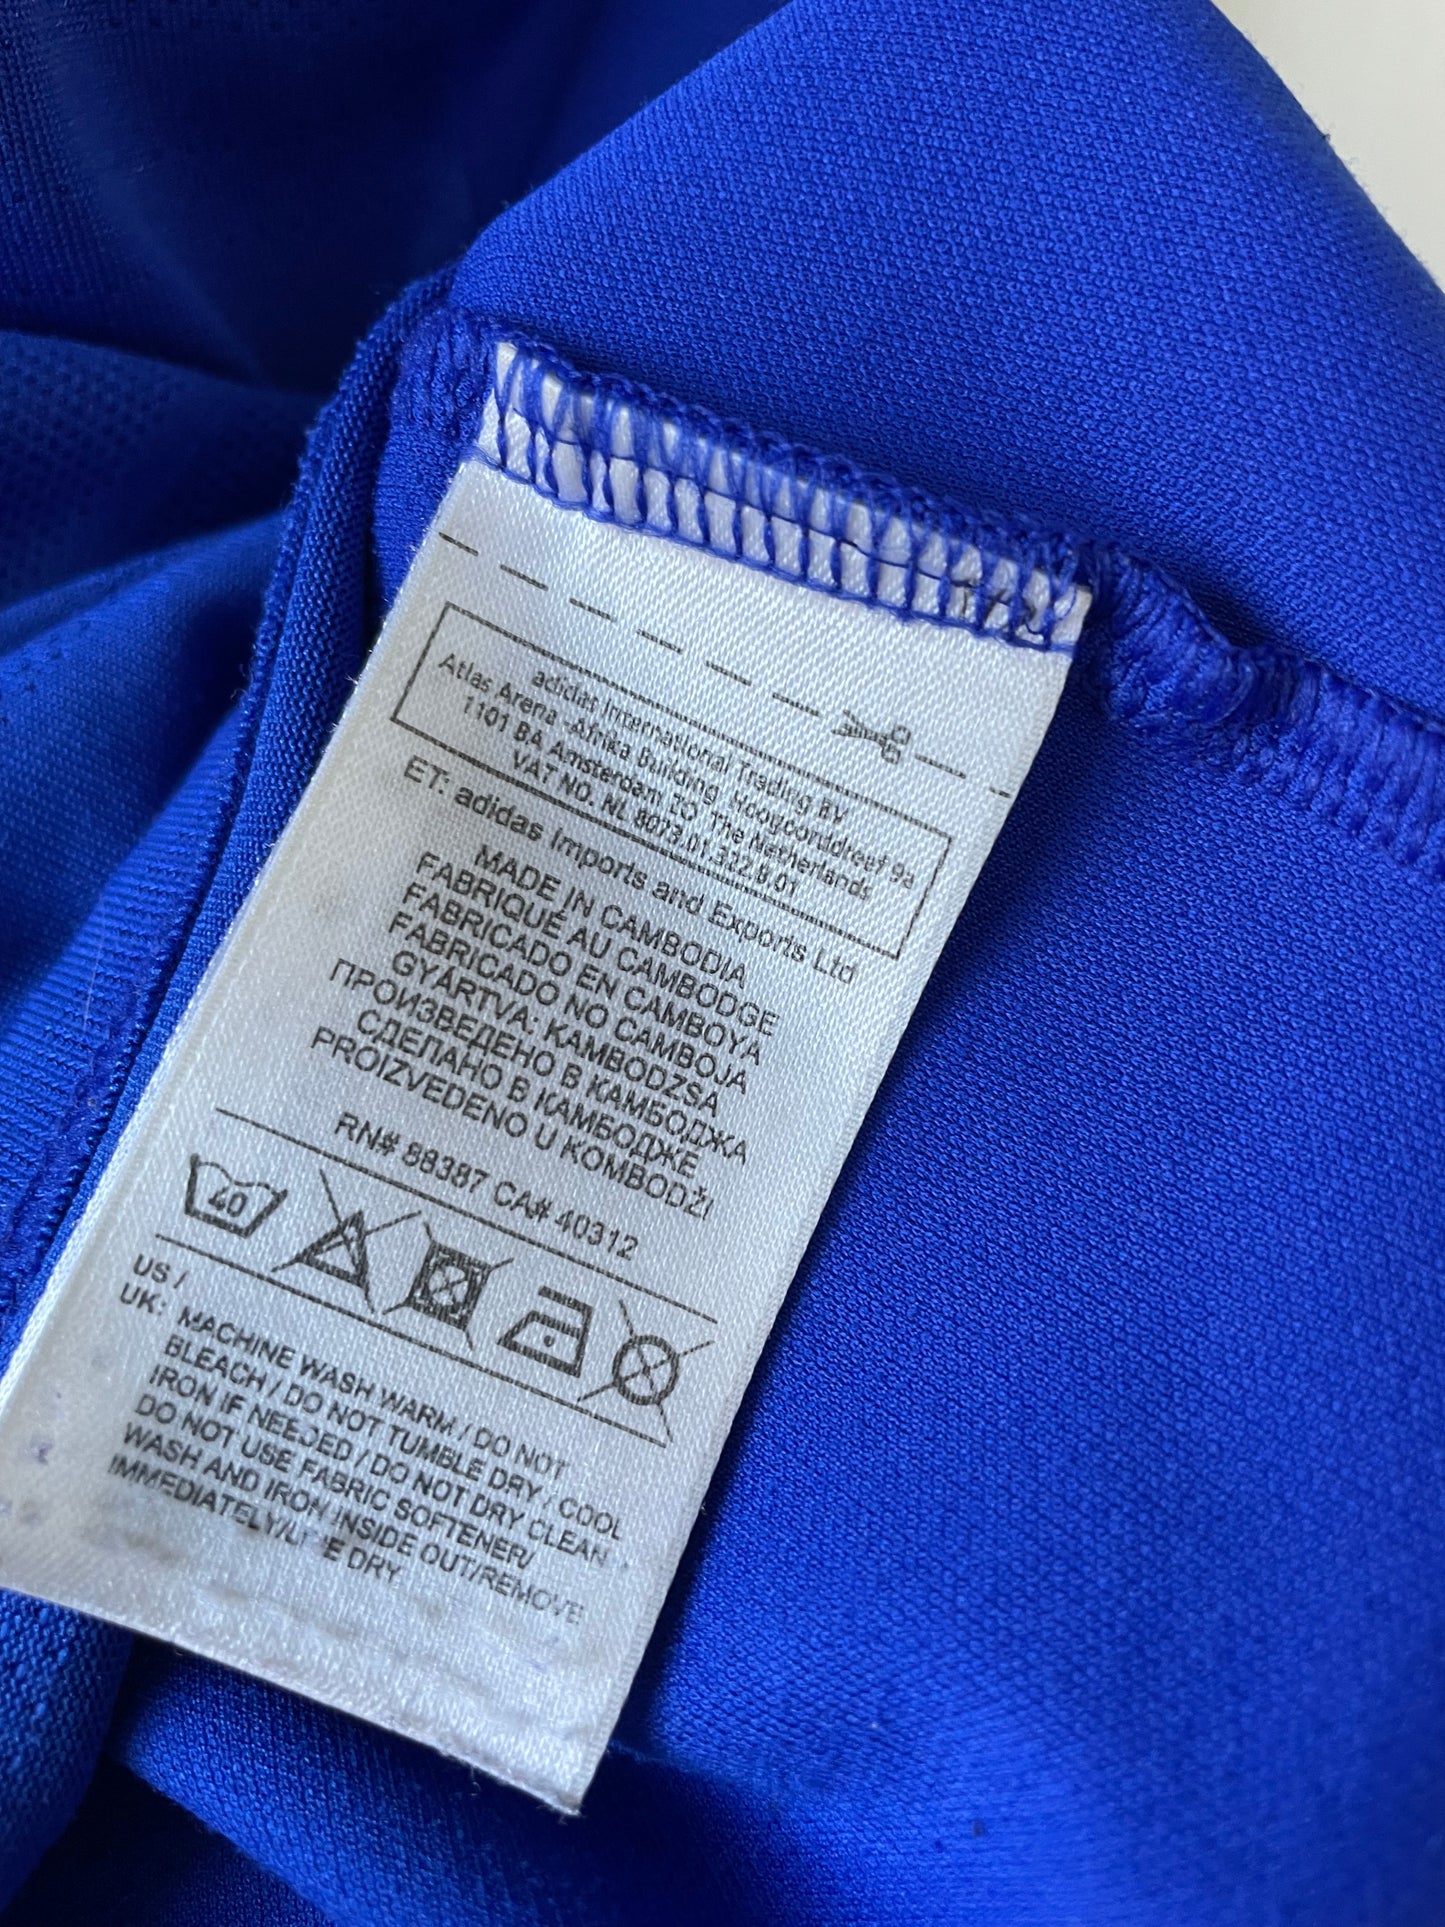 adidas International Trading BV
Atlas Arena -Afrika Building, Hoogoorddreef 9a
1101 BA Amsterdam ZO The Netherlands
VAT NO. NL 8073.01.322.B.01
ET: adidas Imports and Exports Ltd
MADE IN CAMBODIA
FABRIQUÉ AU CAMBODGE
FABRICADO EN CAMBOYA
FABRICADO NO CAMBOJA
GYÁRTVA: KAMBODZSA
ПРОИЗВЕДЕНО В КАМБОДЖА
СДЕЛАНО В КАМБОДЖЕ
PROIZVEDENO U KOMBODŽI
RN# 88387 CA# 40312
40
US /
UK: MACHINE WASH WARM / DO NOT
BLEACH / DO NOT TUMBLE DRY / COOL
IRON IF NEEDED / DO NOT DRY CLEAN
DO NOT USE FABRIC SOFTENER/
WASH AND IRON INSIDE OUT/REMOVE
IMMEDIATELY/ DRY